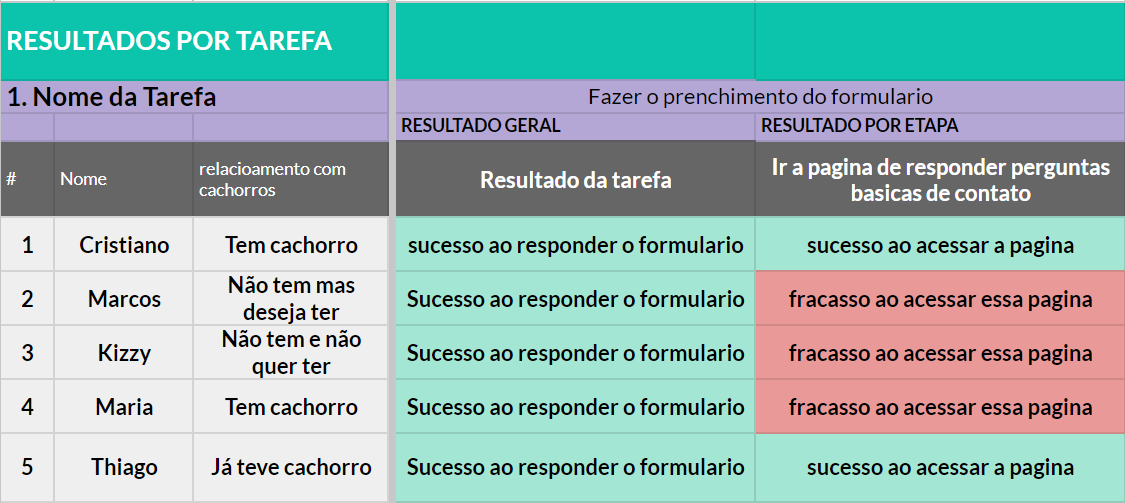 RESULTADOS POR TAREFA
1. Nome da Tarefa
Fazer o prenchimento do formulario
RESULTADO GERAL
RESULTADO POR ETAPA
#
Nome
relacioamento com
cachorros
Resultado da tarefa
Ir a pagina de responder perguntas
basicas de contato
1
Cristiano
Tem cachorro
sucesso ao responder o formulario
sucesso ao acessar a pagina
2
Marcos
Não tem mas
deseja ter
Sucesso ao responder o formulario
fracasso ao acessar essa pagina
3
Kizzy
Não tem e não
quer ter
Sucesso ao responder o formulario
fracasso ao acessar essa pagina
4
Maria
Tem cachorro
Sucesso ao responder o formulario
fracasso ao acessar essa pagina
5
Thiago
Já teve cachorro
Sucesso ao responder o formulario
sucesso ao acessar a pagina